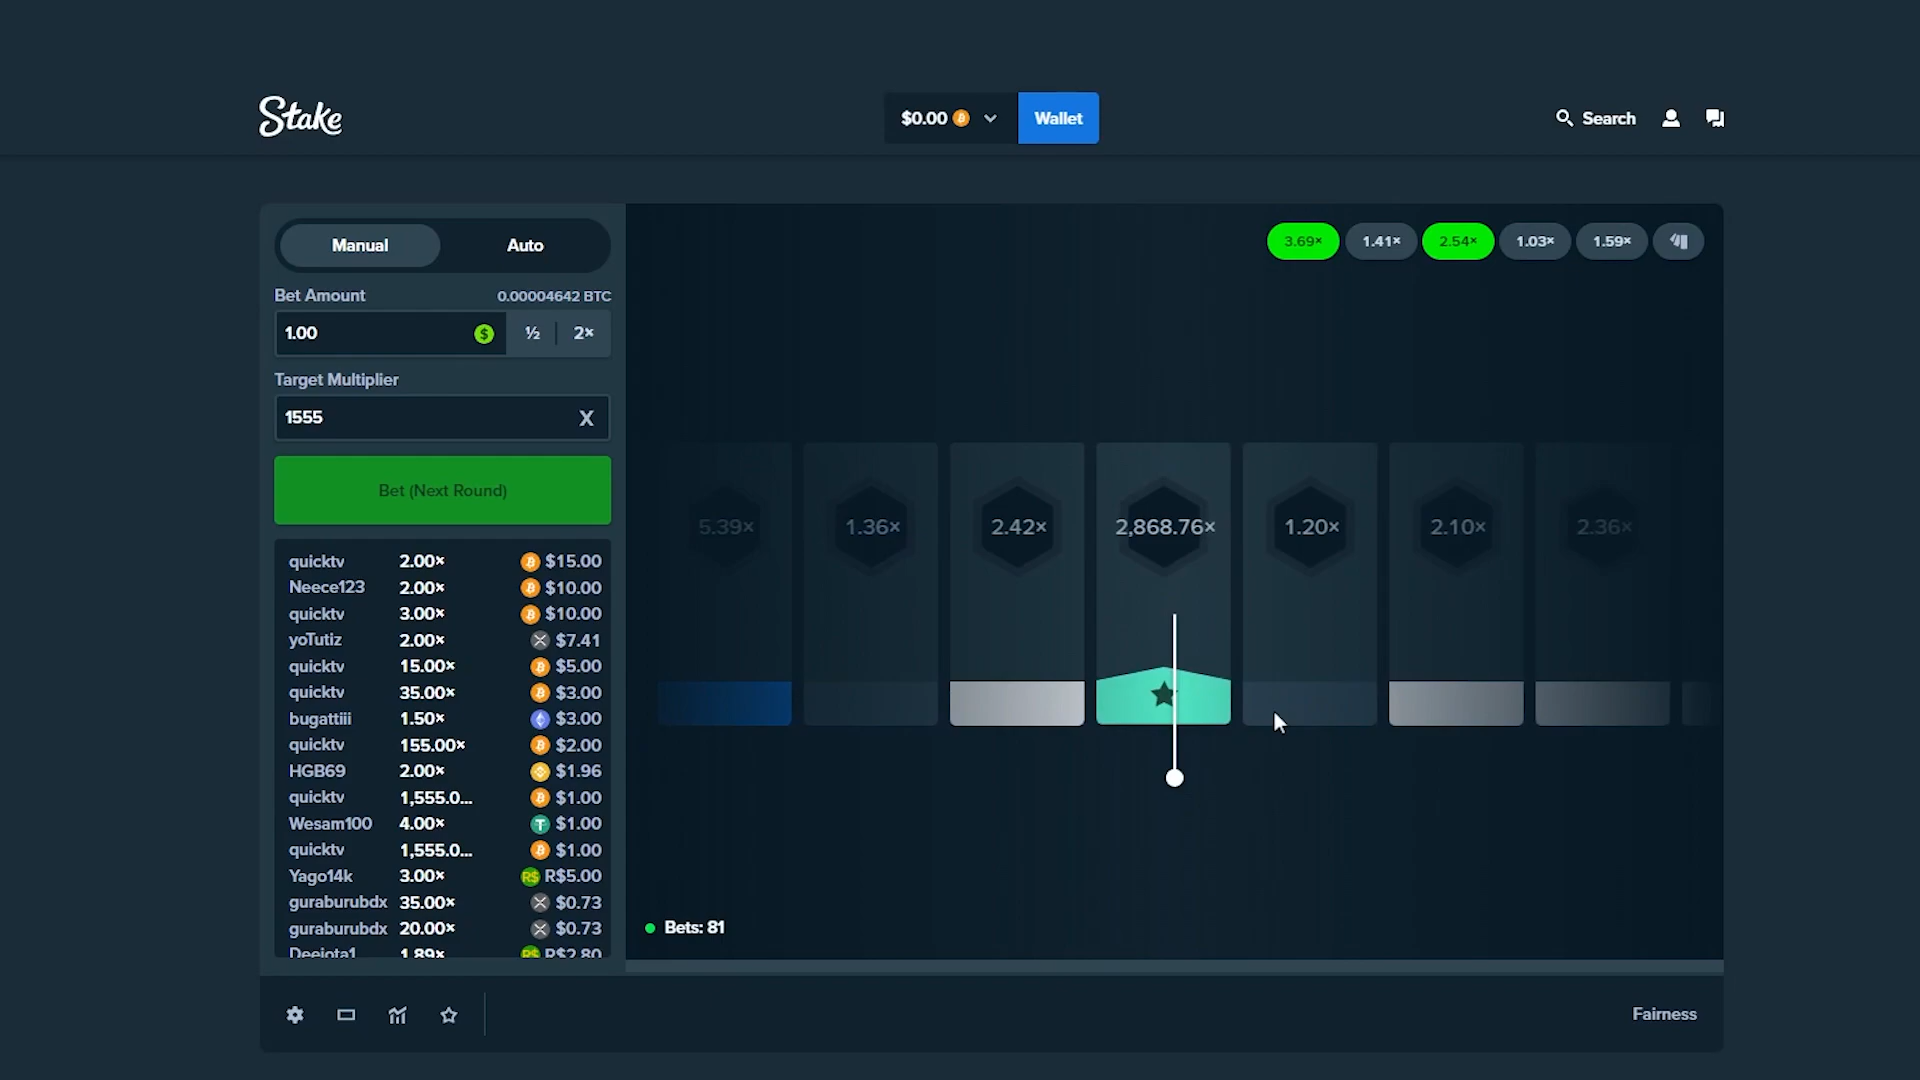 Stake
$0.00
Wallet
Search
Manual
Auto
Bet Amount
0.00004642 BTC
1.00
$
½
2×
Target Multiplier
1555
X
Bet (Next Round)
quicktv 2.00× $15.00
Neece123 2.00× $10.00
quicktv 3.00× $10.00
yoTutiz 2.00× $7.41
quicktv 15.00× $5.00
quicktv 35.00× $3.00
bugattiii 1.50× $3.00
quicktv 155.00× $2.00
HGB69 2.00× $1.96
quicktv 1,555.0... $1.00
Wesam100 4.00× $1.00
quicktv 1,555.0... $1.00
Yago14k 3.00× R$ R$5.00
guraburubdx 35.00× $0.73
guraburubdx 20.00× $0.73
Deejota1 1.89× R$ R$2.80
3.69×
1.41×
2.54×
1.03×
1.59×
5.39×
1.36×
2.42×
2,868.76×
1.20×
2.10×
2.36×
Bets: 81
Fairness